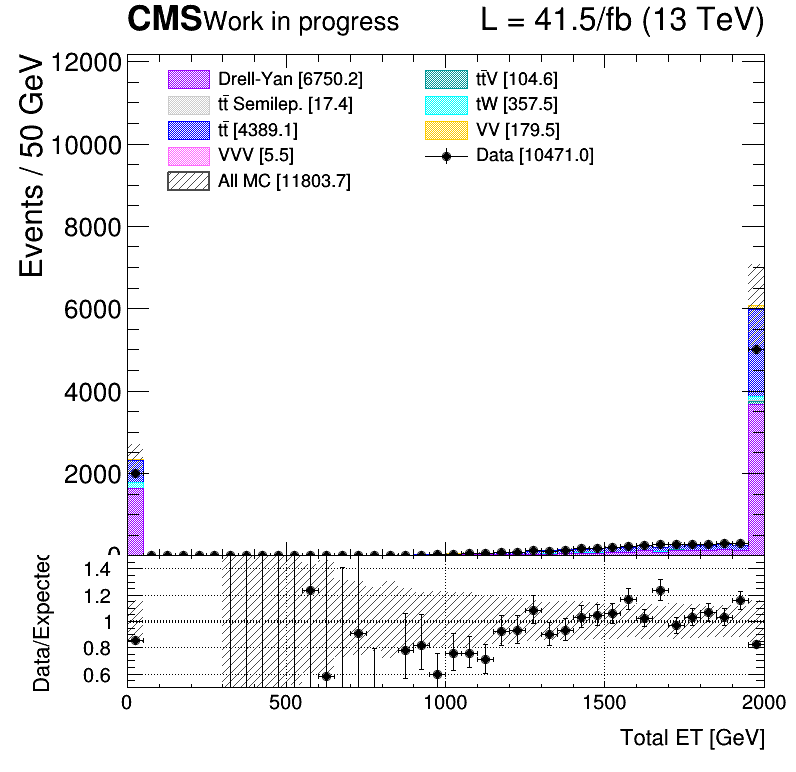 CMS Work in progress L = 41.5/fb (13 TeV)
Events / 50 GeV
12000
10000
8000
6000
4000
2000
0
Drell-Yan [6750.2]
tt̄ Semilep. [17.4]
tt̄ [4389.1]
VVV [5.5]
All MC [11803.7]
tt̄V [104.6]
tW [357.5]
VV [179.5]
Data [10471.0]
Data/Expected
1.4
1.2
1
0.8
0.6
0 500 1000 1500 2000
Total ET [GeV]